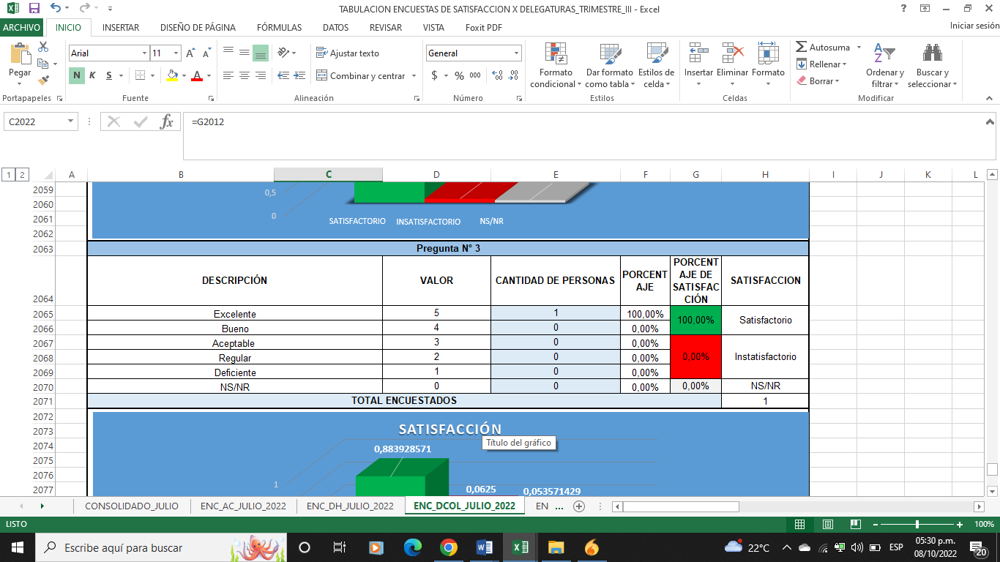 TABULACION ENCUESTAS DE SATISFACCION X DELEGATURAS_TRIMESTRE_III - Excel
ARCHIVO INICIO INSERTAR DISEÑO DE PÁGINA FÓRMULAS DATOS REVISAR VISTA Foxit PDF Iniciar sesión
Pegar
Portapapeles
Arial 11
N K S
Fuente
Ajustar texto
Combinar y centrar
Alineación
General
$ % 000
Número
Formato condicional
Dar formato como tabla
Estilos de celda
Estilos
Insertar Eliminar Formato
Celdas
Autosuma
Rellenar
Borrar
Ordenar y filtrar
Buscar y seleccionar
Modificar
C2022 fx =G2012
1 2 A B C D E F G H I J K L
2059 0,5
2060 0
2061 SATISFACTORIO INSATISFACTORIO NS/NR
2062
2063 Pregunta N° 3
2064 DESCRIPCIÓN VALOR CANTIDAD DE PERSONAS PORCENT AJE PORCENT AJE DE SATISFAC CIÓN SATISFACCION
2065 Excelente 5 1 100,00% 100,00% Satisfactorio
2066 Bueno 4 0 0,00%
2067 Aceptable 3 0 0,00%
2068 Regular 2 0 0,00% 0,00% Instatisfactorio
2069 Deficiente 1 0 0,00%
2070 NS/NR 0 0 0,00% 0,00% NS/NR
2071 TOTAL ENCUESTADOS 1
2072
2073 SATISFACCIÓN
2074 Título del gráfico
2075 0,883928571
2076
2077 1 0,0625 0,053571429
CONSOLIDADO_JULIO ENC_AC_JULIO_2022 ENC_DH_JULIO_2022 ENC_DCOL_JULIO_2022 EN ...
LISTO 100%
Escribe aquí para buscar 22°C ESP 05:30 p.m.
08/10/2022 20